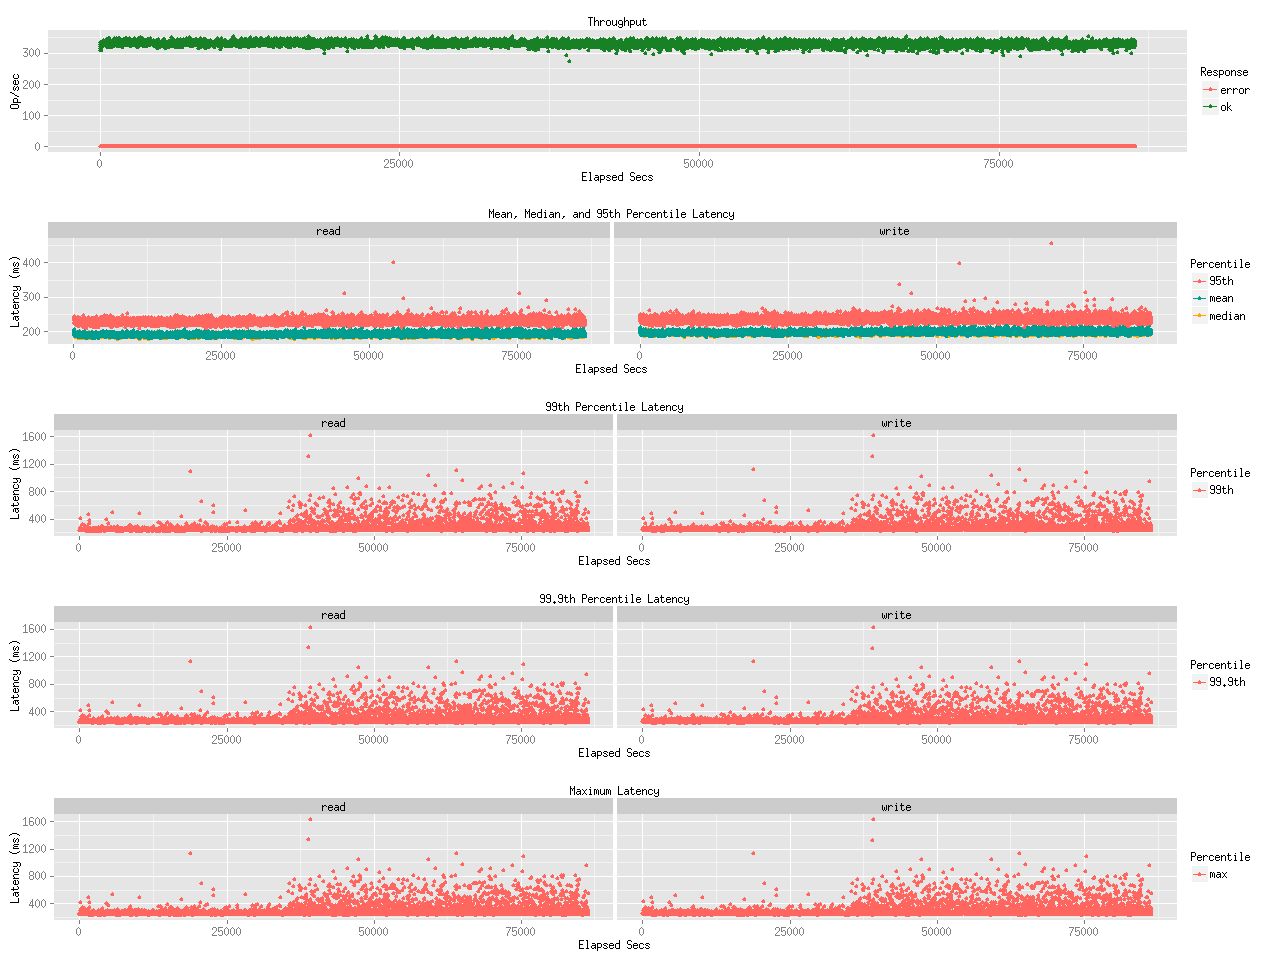 Throughput
300
200
100
0
Op/sec
0 25000 50000 75000
Elapsed Secs
Response
error
ok
Mean, Median, and 95th Percentile Latency
read write
400
300
200
Latency (ms)
0 25000 50000 75000 0 25000 50000 75000
Elapsed Secs
Percentile
95th
mean
median
99th Percentile Latency
read write
1600
1200
800
400
Latency (ms)
0 25000 50000 75000 0 25000 50000 75000
Elapsed Secs
Percentile
99th
99.9th Percentile Latency
read write
1600
1200
800
400
Latency (ms)
0 25000 50000 75000 0 25000 50000 75000
Elapsed Secs
Percentile
99.9th
Maximum Latency
read write
1600
1200
800
400
Latency (ms)
0 25000 50000 75000 0 25000 50000 75000
Elapsed Secs
Percentile
max